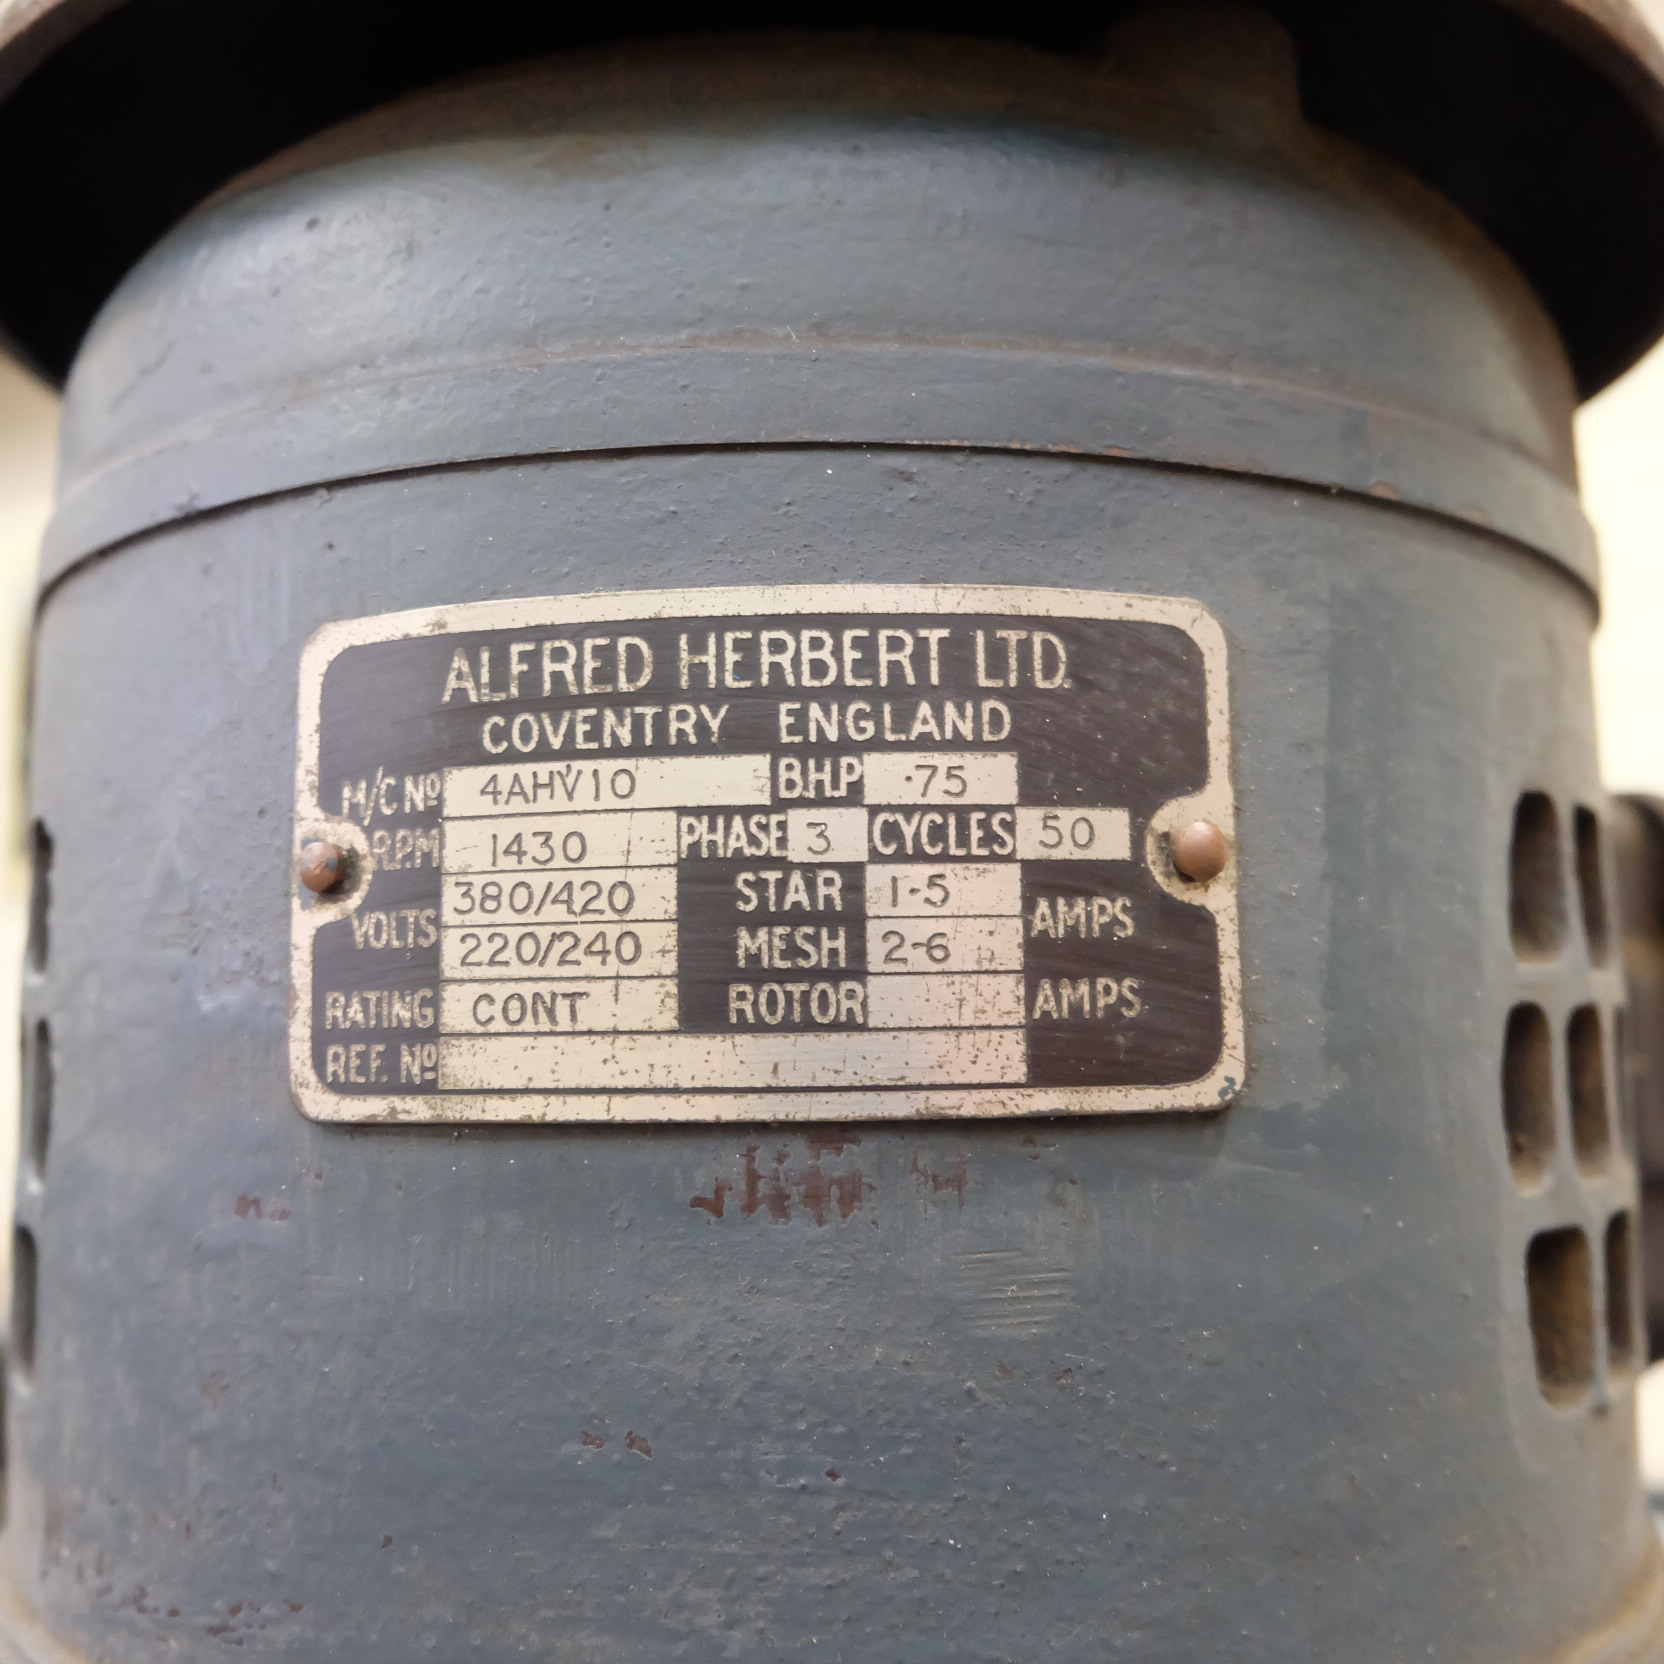 ALFRED HERBERT LTD.
COVENTRY ENGLAND
M/C Nº 4AHV10 B.H.P ·75
R.P.M 1430 PHASE 3 CYCLES 50
VOLTS 380/420 STAR 1·5 AMPS
220/240 MESH 2·6
RATING CONT ROTOR AMPS
REF. Nº